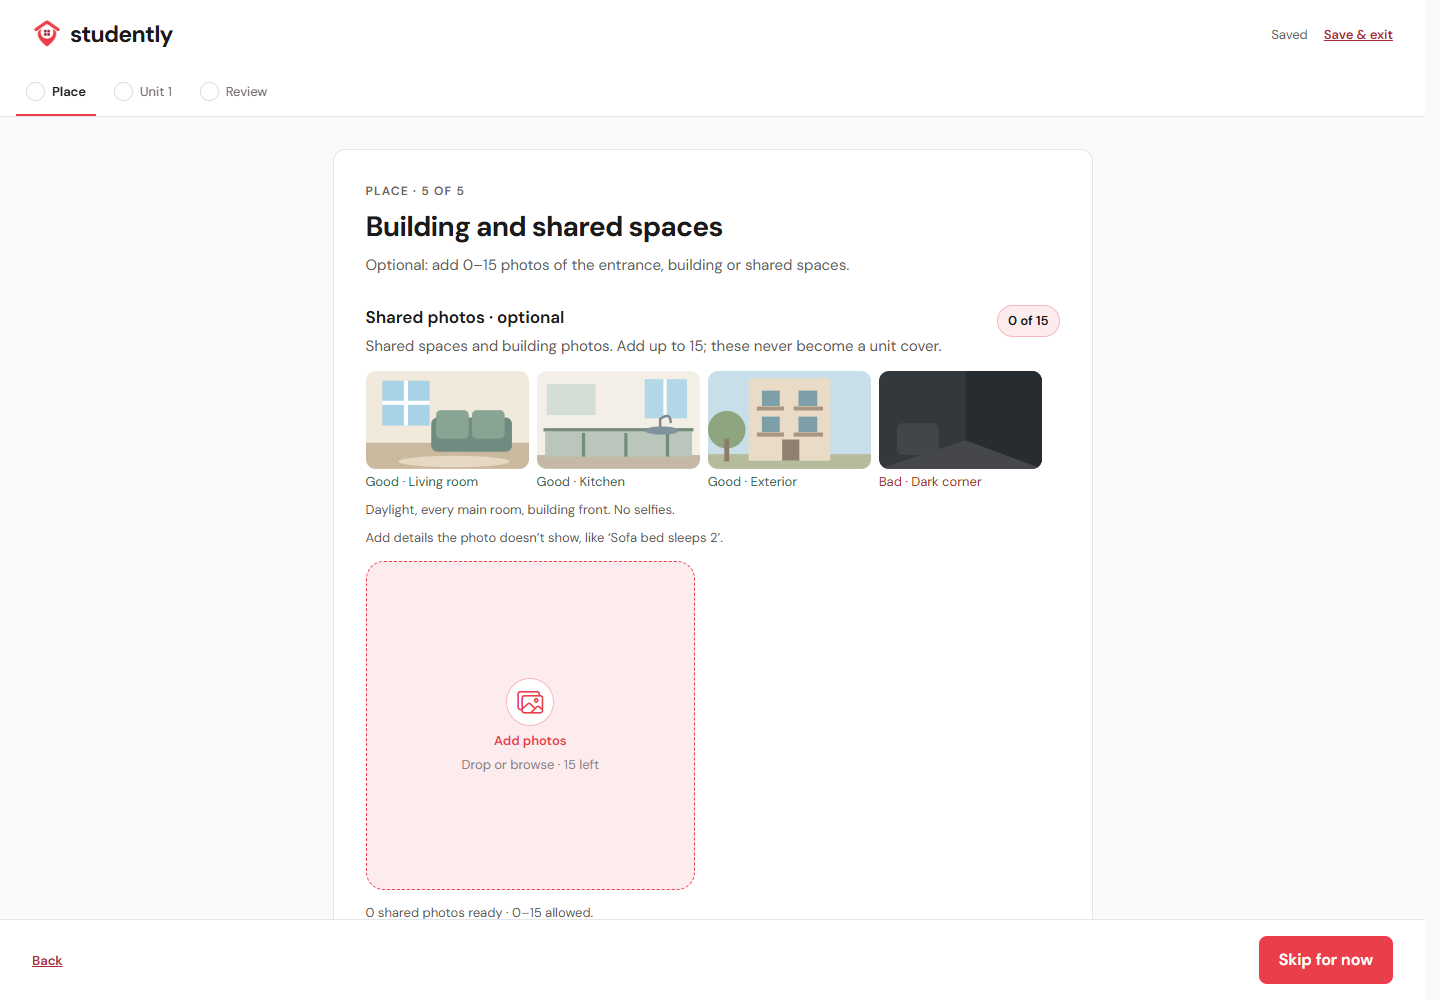 studently
Saved
Save & exit
Place
Unit 1
Review
PLACE · 5 OF 5
Building and shared spaces
Optional: add 0–15 photos of the entrance, building or shared spaces.
Shared photos · optional
0 of 15
Shared spaces and building photos. Add up to 15; these never become a unit cover.
Good · Living room
Good · Kitchen
Good · Exterior
Bad · Dark corner
Daylight, every main room, building front. No selfies.
Add details the photo doesn’t show, like ‘Sofa bed sleeps 2’.
Add photos
Drop or browse · 15 left
0 shared photos ready · 0–15 allowed.
Back
Skip for now